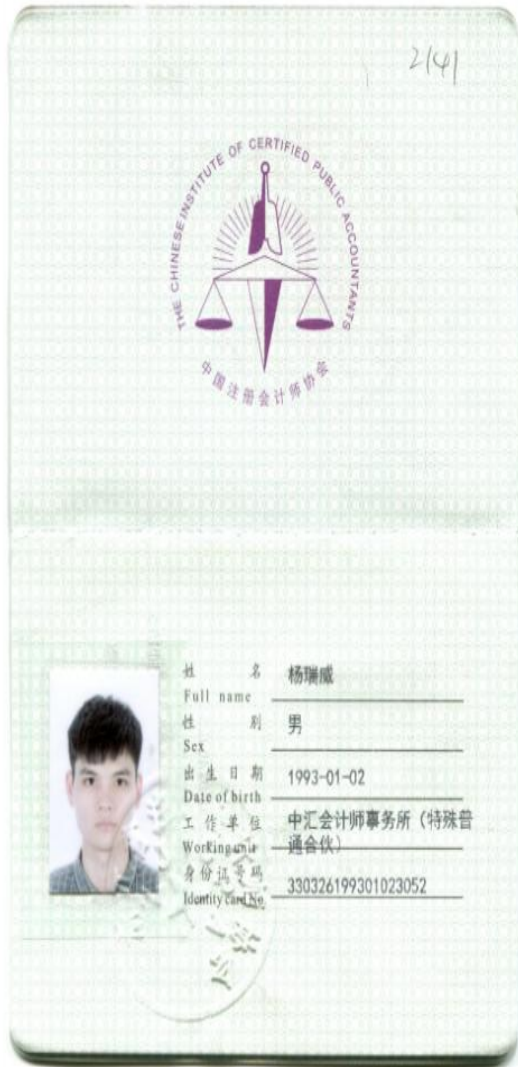 2141
THE CHINESE INSTITUTE OF CERTIFIED PUBLIC ACCOUNTANTS
中国注册会计师协会
姓 名 杨瑞威
Full name
性 别 男
Sex
出生日期 1993-01-02
Date of birth
工作单位 中汇会计师事务所（特殊普
Working unit 通合伙）
身份证号码 330326199301023052
Identity card No.